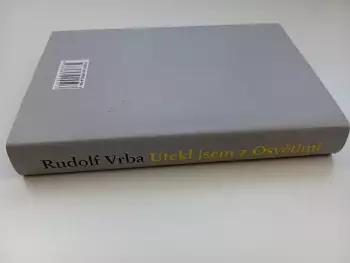 Rudolf Vrba Utekl jsem z Osvětimi